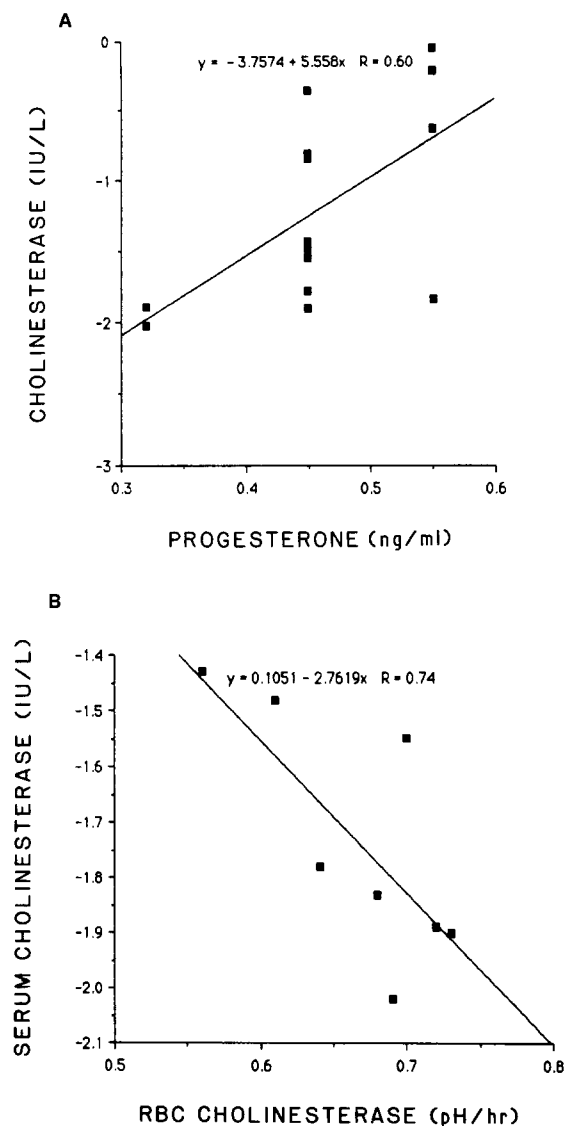 A
0
y = -3.7574 + 5.558x R = 0.60
-1
-2
-3
CHOLINESTERASE (IU/L)
0.3 0.4 0.5 0.6
PROGESTERONE (ng/ml)
B
-1.4
y = 0.1051 - 2.7619x R = 0.74
-1.5
-1.6
-1.7
-1.8
-1.9
-2.0
-2.1
SERUM CHOLINESTERASE (IU/L)
0.5 0.6 0.7 0.8
RBC CHOLINESTERASE (pH/hr)